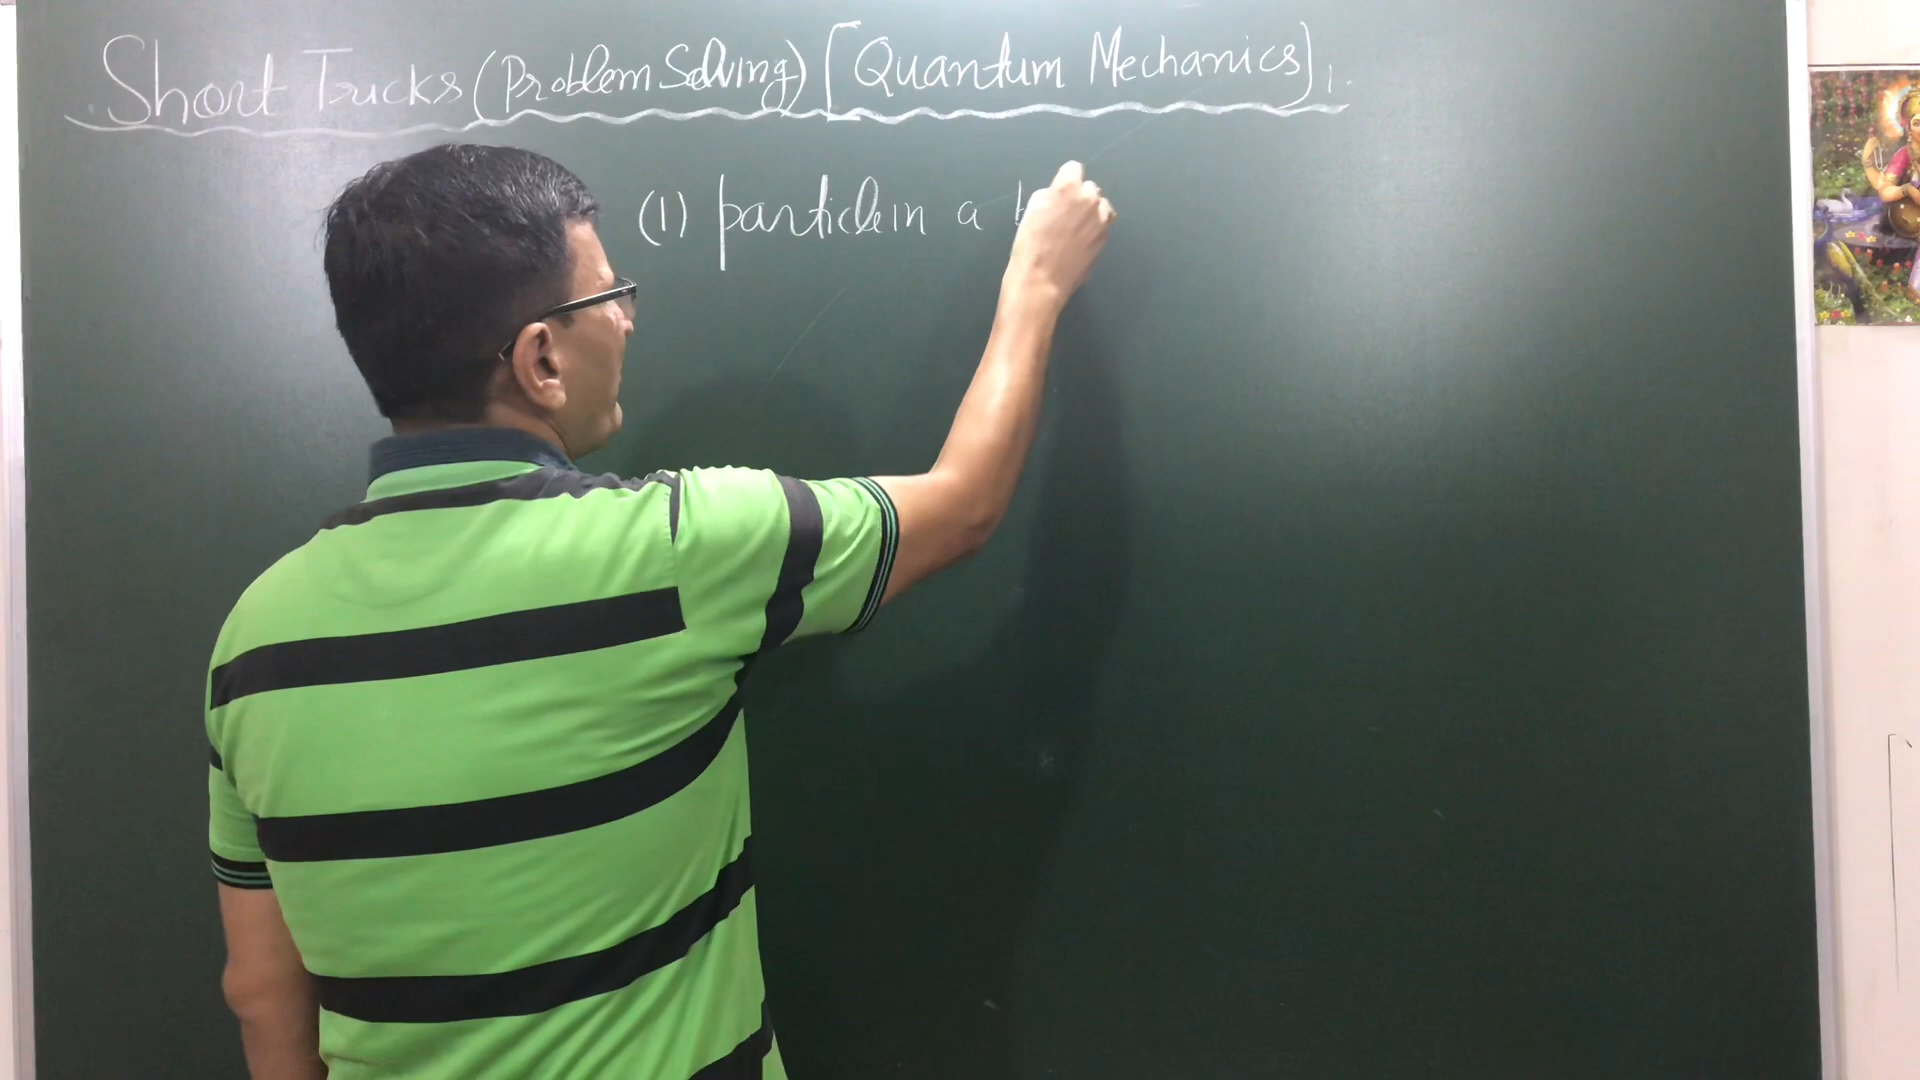 Short Tricks (Problem Solving) [Quantum Mechanics].
(1) particle in a b